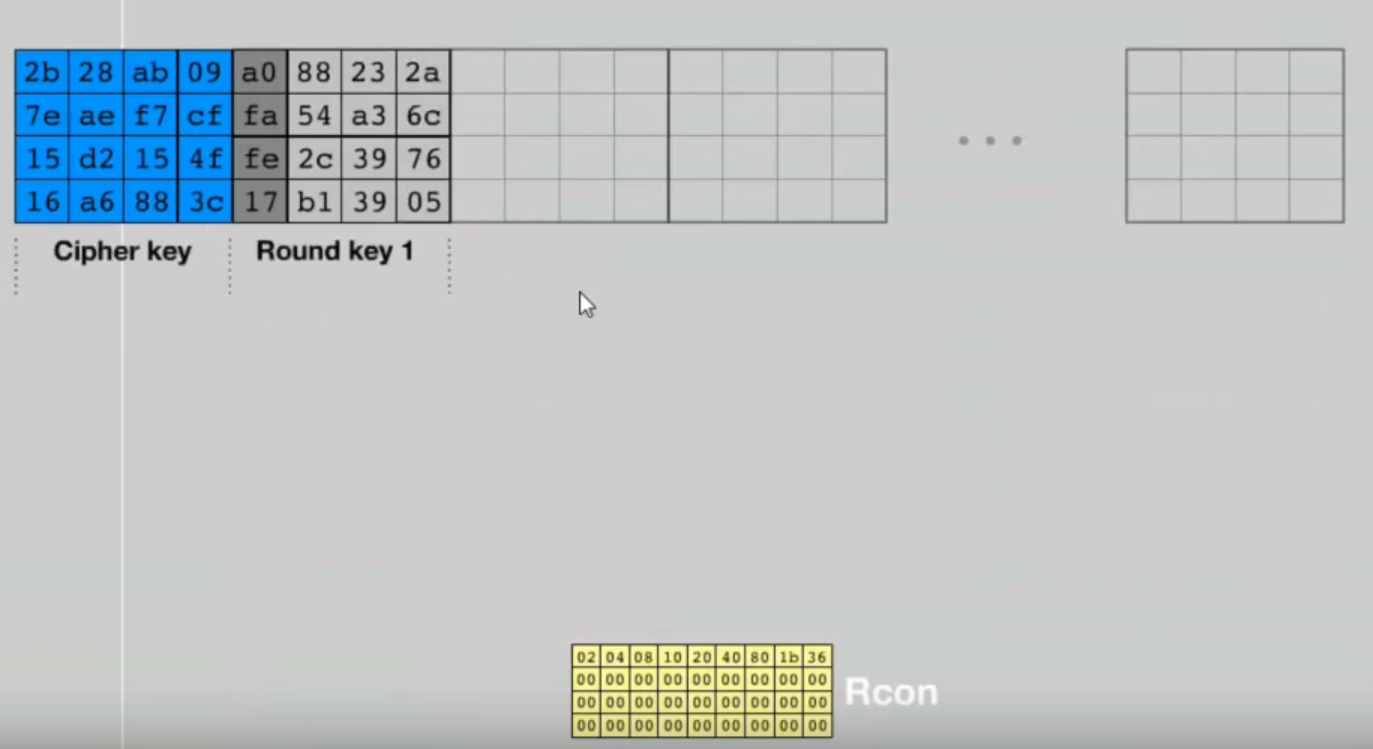 2b 28 ab 09 a0 88 23 2a
7e ae f7 cf fa 54 a3 6c
15 d2 15 4f fe 2c 39 76
16 a6 88 3c 17 b1 39 05
Cipher key Round key 1
02 04 08 10 20 40 80 1b 36
00 00 00 00 00 00 00 00 00
00 00 00 00 00 00 00 00 00
00 00 00 00 00 00 00 00 00
Rcon